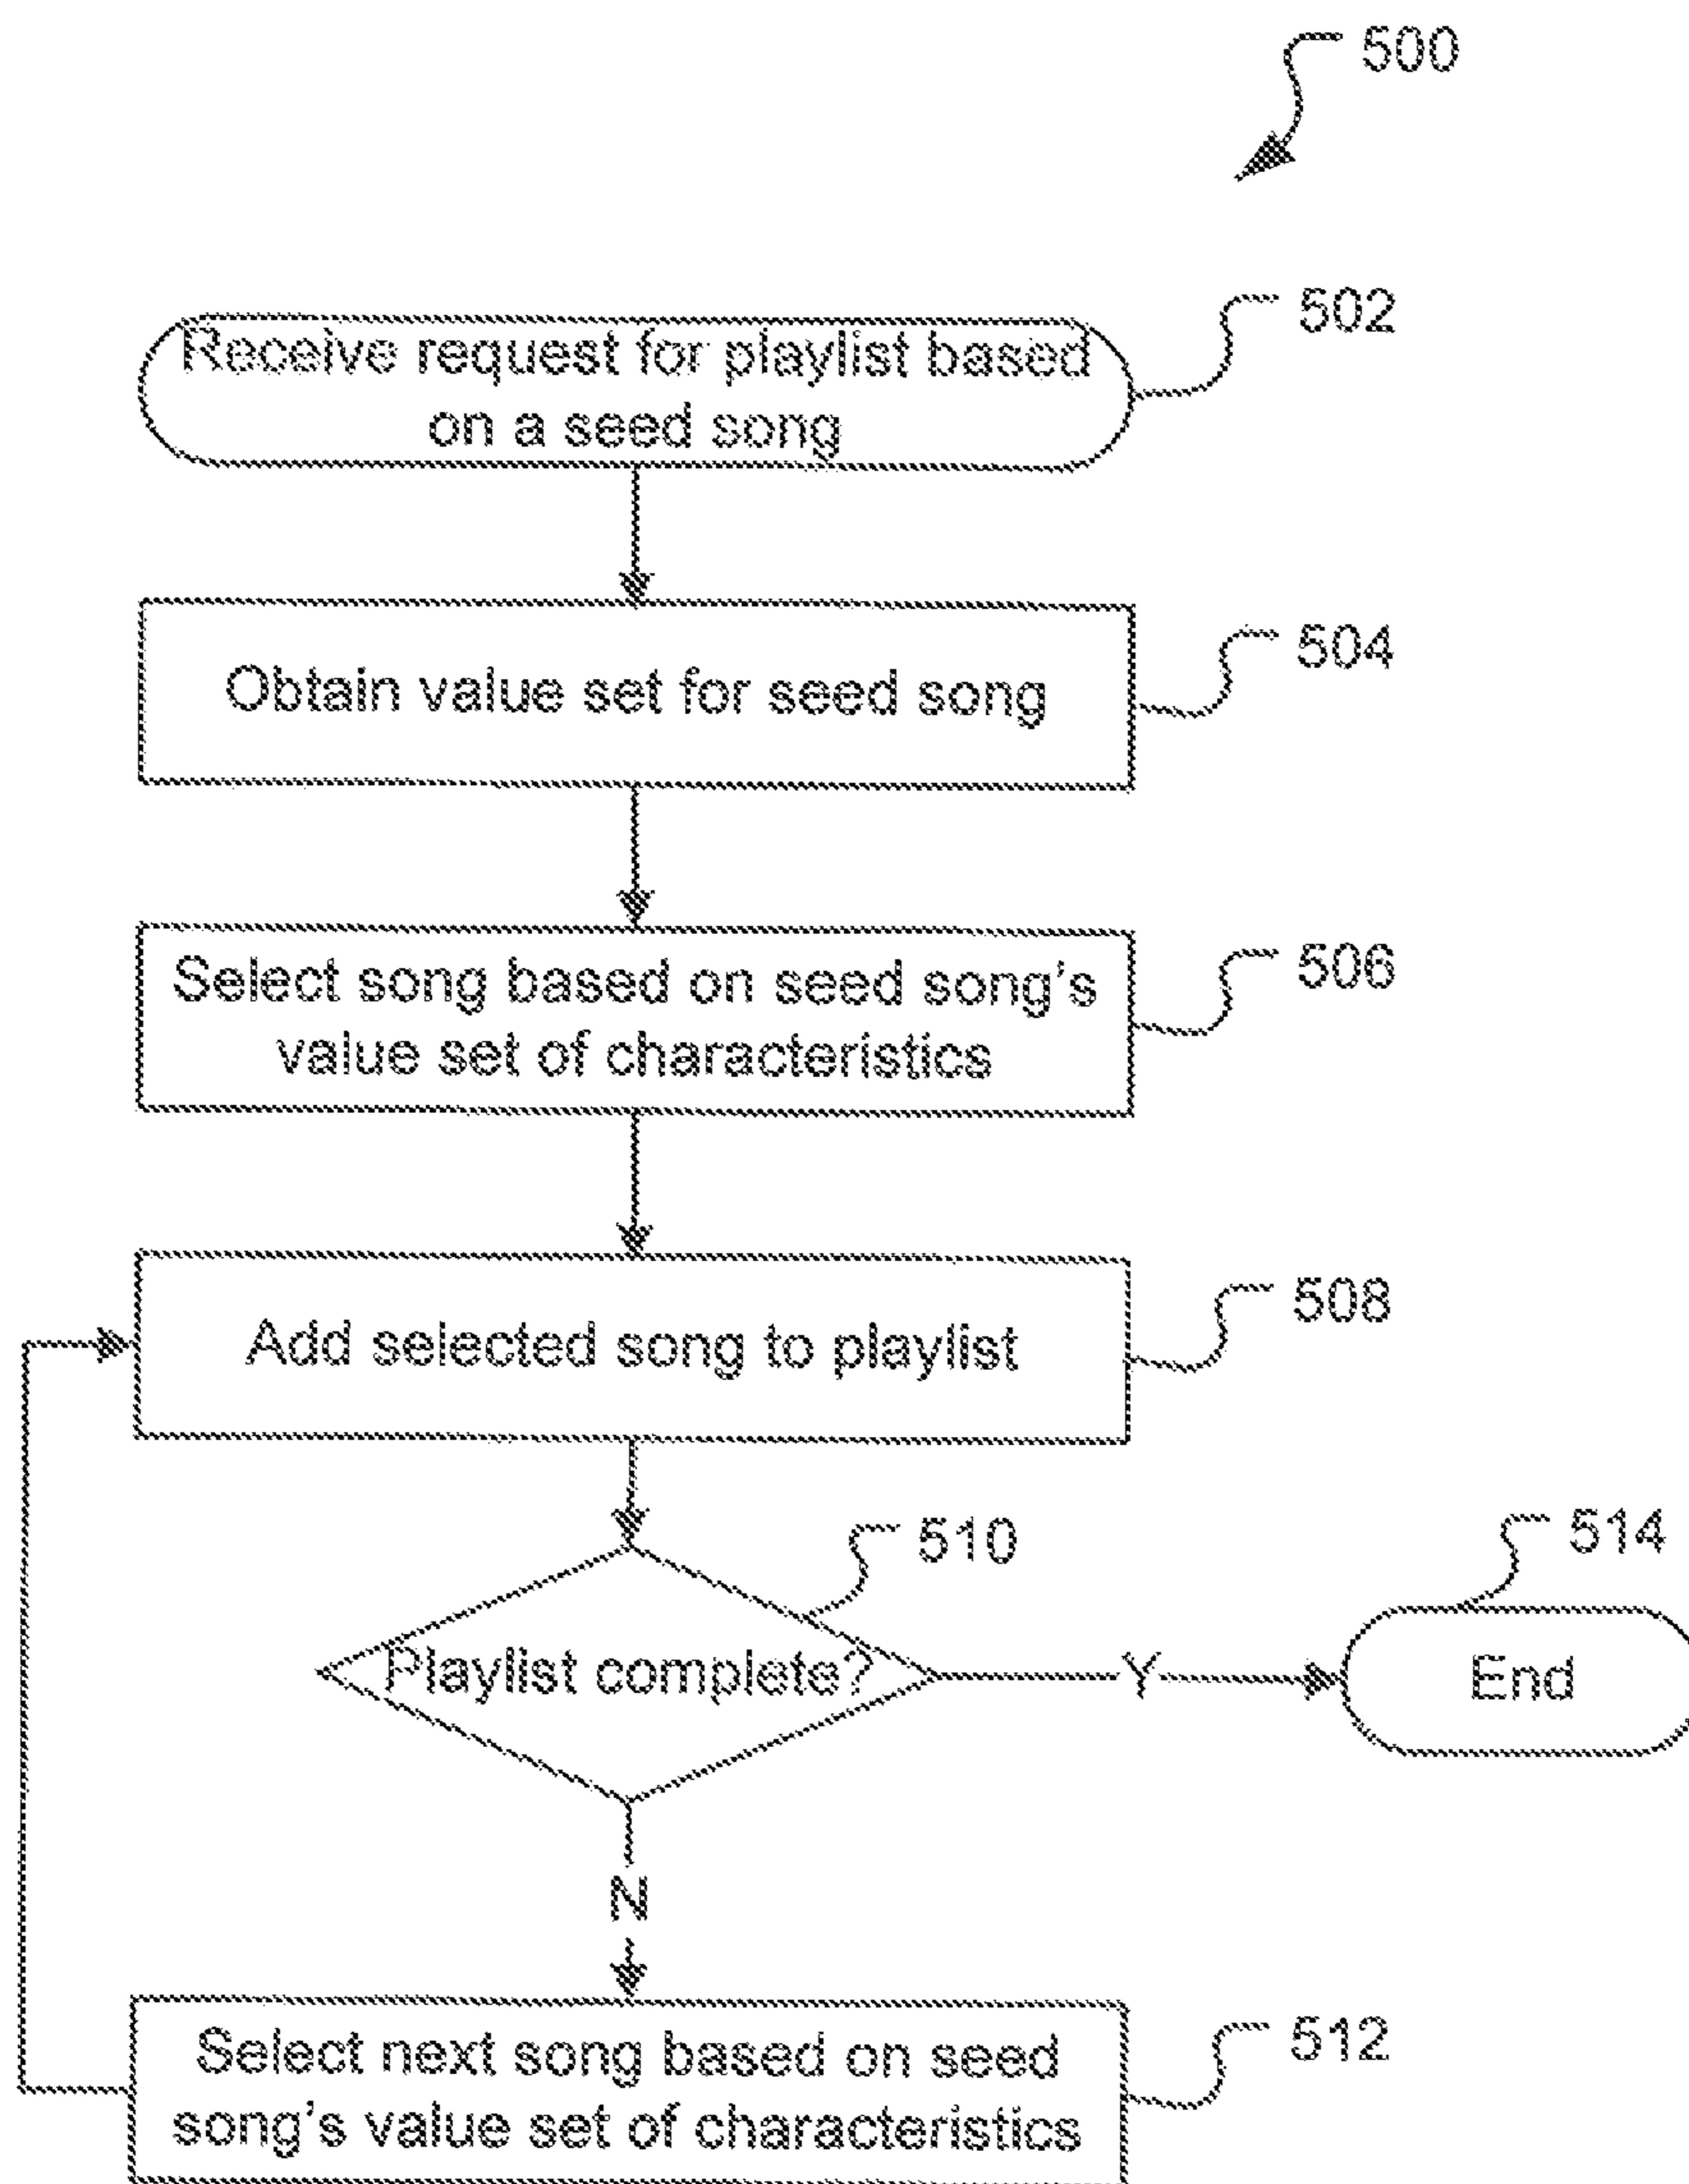 500
Receive request for playlist based
on a seed song
502
Obtain value set for seed song
504
Select song based on seed song's
value set of characteristics
506
Add selected song to playlist
508
510
Playlist complete?
Y
514
End
N
Select next song based on seed
song's value set of characteristics
512